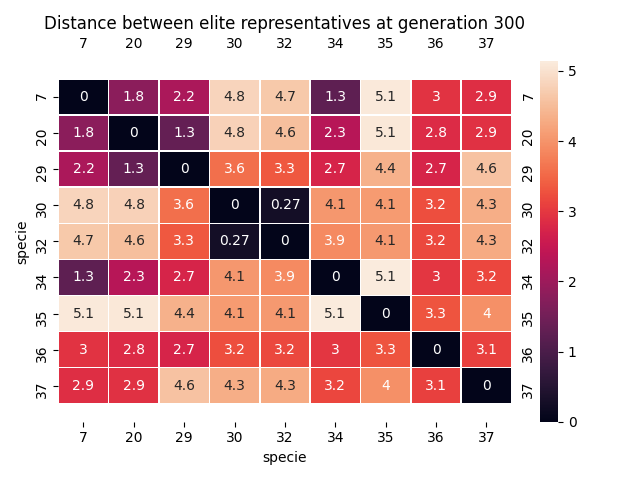 Distance between elite representatives at generation 300
7 20 29 30 32 34 35 36 37
7 0 1.8 2.2 4.8 4.7 1.3 5.1 3 2.9 7
20 1.8 0 1.3 4.8 4.6 2.3 5.1 2.8 2.9 20
29 2.2 1.3 0 3.6 3.3 2.7 4.4 2.7 4.6 29
30 4.8 4.8 3.6 0 0.27 4.1 4.1 3.2 4.3 30
32 4.7 4.6 3.3 0.27 0 3.9 4.1 3.2 4.3 32
34 1.3 2.3 2.7 4.1 3.9 0 5.1 3 3.2 34
35 5.1 5.1 4.4 4.1 4.1 5.1 0 3.3 4 35
36 3 2.8 2.7 3.2 3.2 3 3.3 0 3.1 36
37 2.9 2.9 4.6 4.3 4.3 3.2 4 3.1 0 37
7 20 29 30 32 34 35 36 37
specie
specie
5
4
3
2
1
0